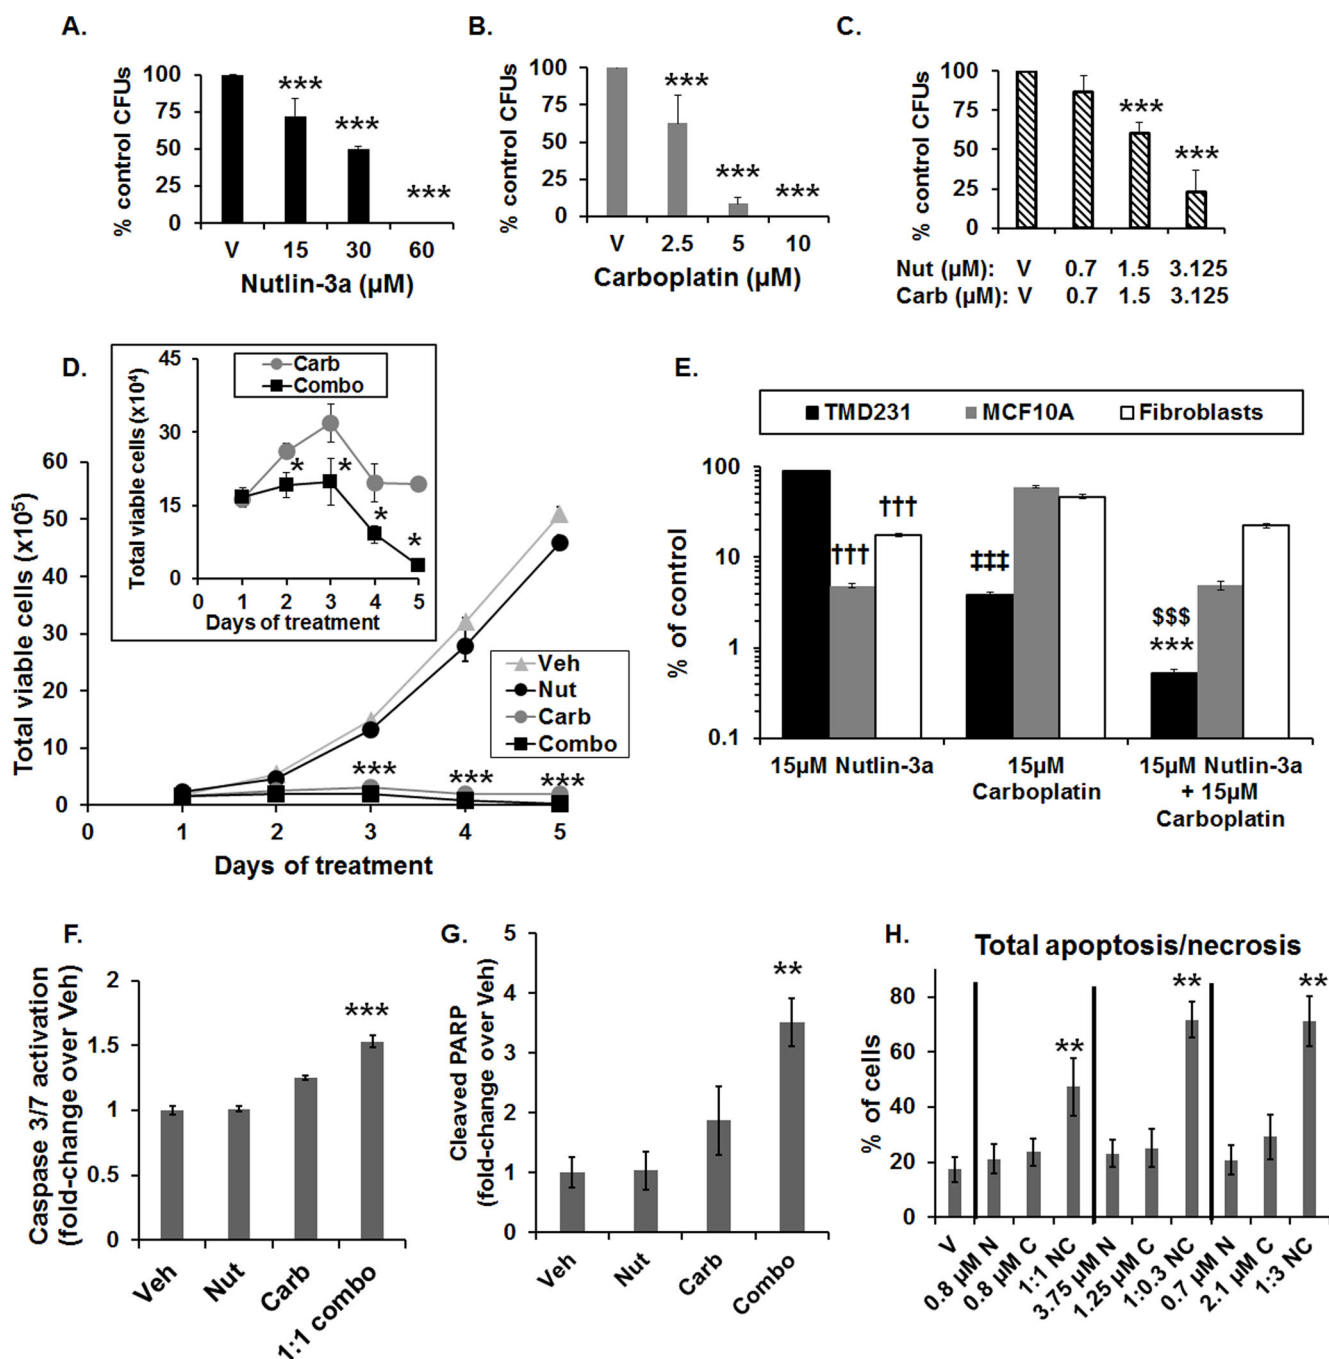 A.
% control CFUs
100
75
50
25
0
***
***
***
V 15 30 60
Nutlin-3a (µM)
B.
% control CFUs
100
75
50
25
0
***
***
***
V 2.5 5 10
Carboplatin (µM)
C.
% control CFUs
100
75
50
25
0
***
***
Nut (µM): V 0.7 1.5 3.125
Carb (µM): V 0.7 1.5 3.125
D.
Total viable cells (x10⁵)
60
50
40
30
20
10
0
0 1 2 3 4 5
Days of treatment
***
***
***
Veh
Nut
Carb
Combo
Total viable cells (x10⁴)
45
30
15
0
0 1 2 3 4 5
Days of treatment
Carb
Combo
*
*
*
*
E.
TMD231 MCF10A Fibroblasts
% of control
100
10
1
0.1
†††
†††
‡‡‡
$$$
***
15µM Nutlin-3a
15µM
Carboplatin
15µM Nutlin-3a
+ 15µM
Carboplatin
F.
Caspase 3/7 activation
(fold-change over Veh)
2
1.5
1
0.5
0
***
Veh
Nut
Carb
1:1 combo
G.
Cleaved PARP
(fold-change over Veh)
5
4
3
2
1
0
**
Veh
Nut
Carb
Combo
H.
Total apoptosis/necrosis
% of cells
80
60
40
20
0
**
**
**
V
0.8 µM N
0.8 µM C
1:1 NC
3.75 µM N
1.25 µM C
1:0.3 NC
0.7 µM N
2.1 µM C
1:3 NC